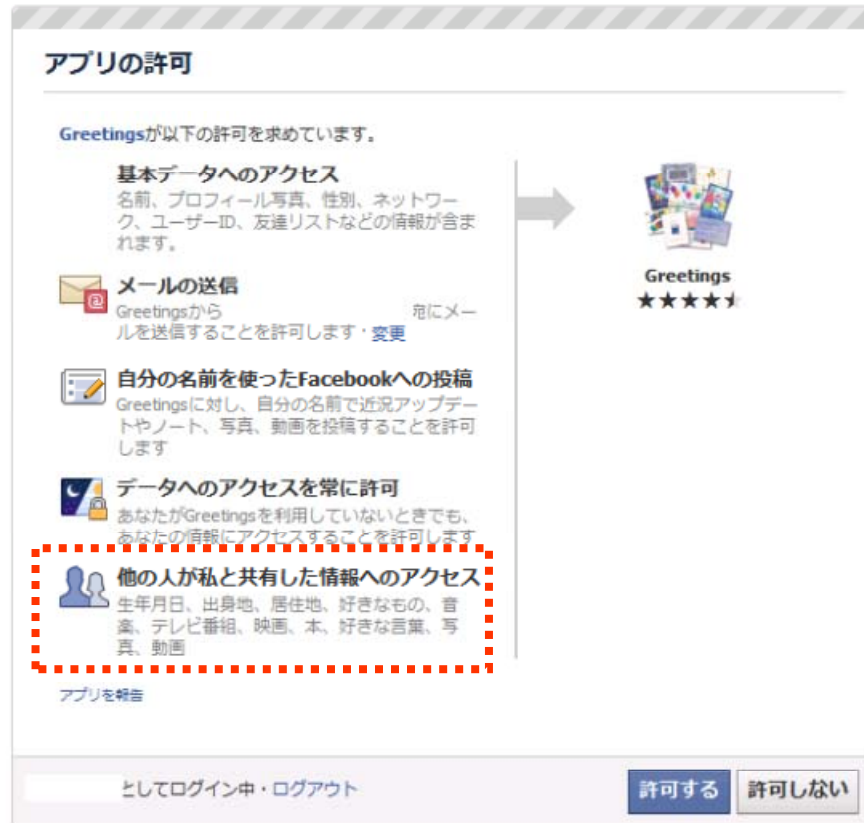 アプリの許可
Greetingsが以下の許可を求めています。
基本データへのアクセス
名前、プロフィール写真、性別、ネットワー
ク、ユーザーID、友達リストなどの情報が含ま
れます。
メールの送信
Greetingsから 宛にメー
ルを送信することを許可します・変更
自分の名前を使ったFacebookへの投稿
Greetingsに対し、自分の名前で近況アップデー
トやノート、写真、動画を投稿することを許可
します
データへのアクセスを常に許可
あなたがGreetingsを利用していないときでも、
あなたの情報にアクセスすることを許可します
他の人が私と共有した情報へのアクセス
生年月日、出身地、居住地、好きなもの、音
楽、テレビ番組、映画、本、好きな言葉、写
真、動画
アプリを報告
Greetings
★★★★
としてログイン中・ログアウト
許可する
許可しない